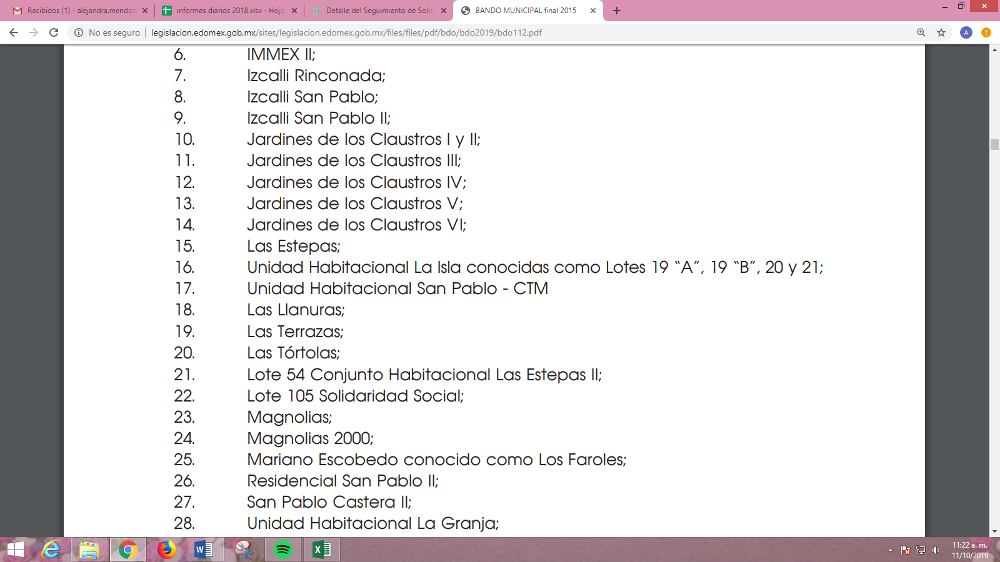 Recibidos (1) - alejandra.mendoz
informes diarios 2018.xlsx - Hoja
Detalle del Seguimiento de Solic
BANDO MUNICIPAL final 2015
No es seguro
legislacion.edomex.gob.mx/sites/legislacion.edomex.gob.mx/files/files/pdf/bdo/bdo2019/bdo112.pdf
A
6. IMMEX II;
7. Izcalli Rinconada;
8. Izcalli San Pablo;
9. Izcalli San Pablo II;
10. Jardines de los Claustros I y II;
11. Jardines de los Claustros III;
12. Jardines de los Claustros IV;
13. Jardines de los Claustros V;
14. Jardines de los Claustros VI;
15. Las Estepas;
16. Unidad Habitacional La Isla conocidas como Lotes 19 “A”, 19 “B”, 20 y 21;
17. Unidad Habitacional San Pablo - CTM
18. Las Llanuras;
19. Las Terrazas;
20. Las Tórtolas;
21. Lote 54 Conjunto Habitacional Las Estepas II;
22. Lote 105 Solidaridad Social;
23. Magnolias;
24. Magnolias 2000;
25. Mariano Escobedo conocido como Los Faroles;
26. Residencial San Pablo II;
27. San Pablo Castera II;
28. Unidad Habitacional La Granja;
11:22 a. m.
11/10/2019